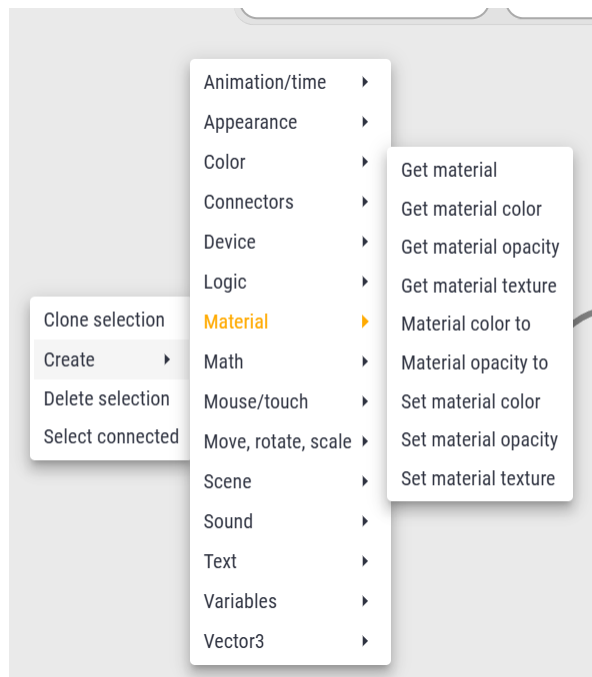 Clone selection
Create
Delete selection
Select connected
Animation/time
Appearance
Color
Connectors
Device
Logic
Material
Math
Mouse/touch
Move, rotate, scale
Scene
Sound
Text
Variables
Vector3
Get material
Get material color
Get material opacity
Get material texture
Material color to
Material opacity to
Set material color
Set material opacity
Set material texture